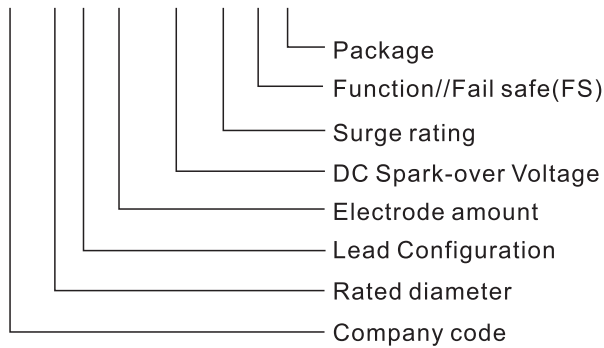 Package
Function//Fail safe(FS)
Surge rating
DC Spark-over Voltage
Electrode amount
Lead Configuration
Rated diameter
Company code